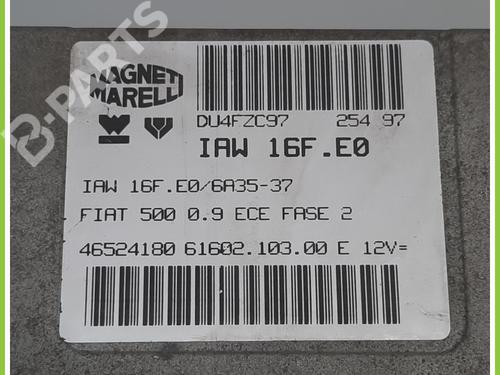 MAGNETI
MARELLI
DU4FZC97 254 97
IAW 16F.E0
IAW 16F.E0/6A35-37
FIAT 500 0.9 ECE FASE 2
46524180 61602.103.00 E 12V=
B-PARTS